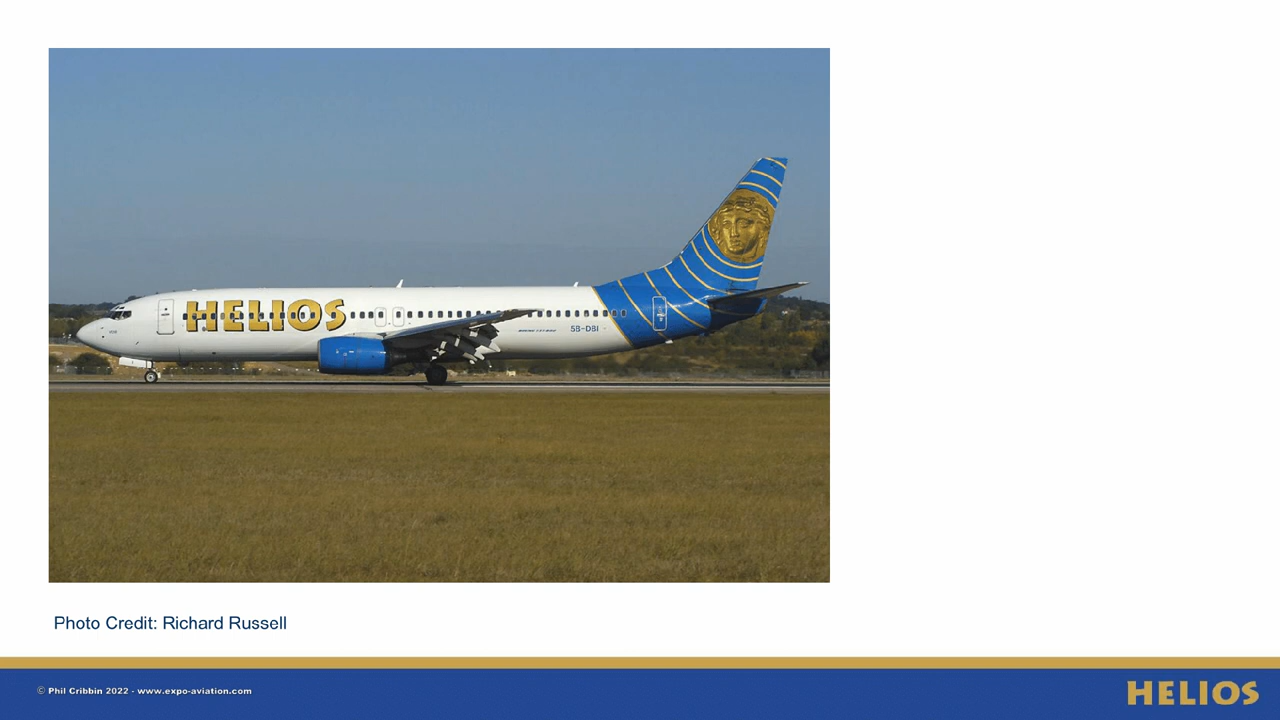 HELIOS
5B-DBI
Photo Credit: Richard Russell
© Phil Cribbin 2022 - www.expo-aviation.com
HELIOS